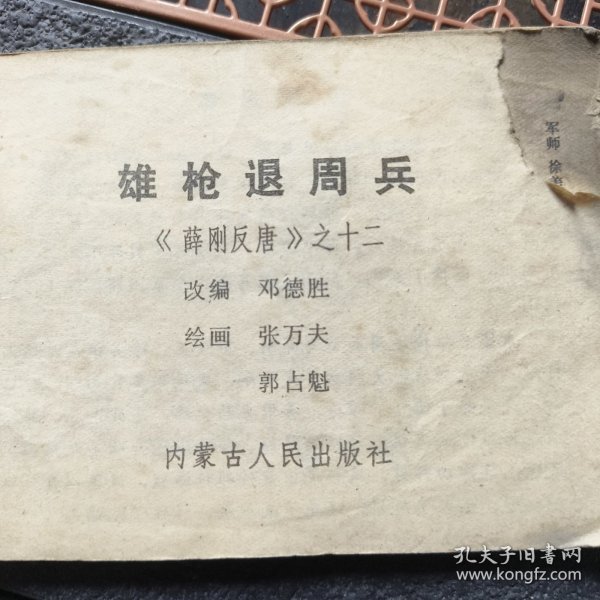 雄枪退周兵
《薛刚反唐》之十二
改编 邓德胜
绘画 张万夫
郭占魁
内蒙古人民出版社
军师 徐
孔夫子旧书网
www.kongfz.com